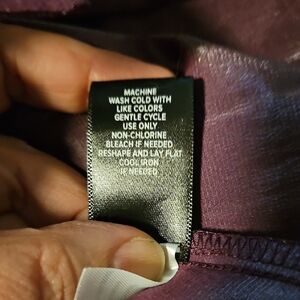 MACHINE
WASH COLD WITH
LIKE COLORS
GENTLE CYCLE
USE ONLY
NON-CHLORINE
BLEACH IF NEEDED
RESHAPE AND LAY FLAT
COOL IRON
IF NEEDED